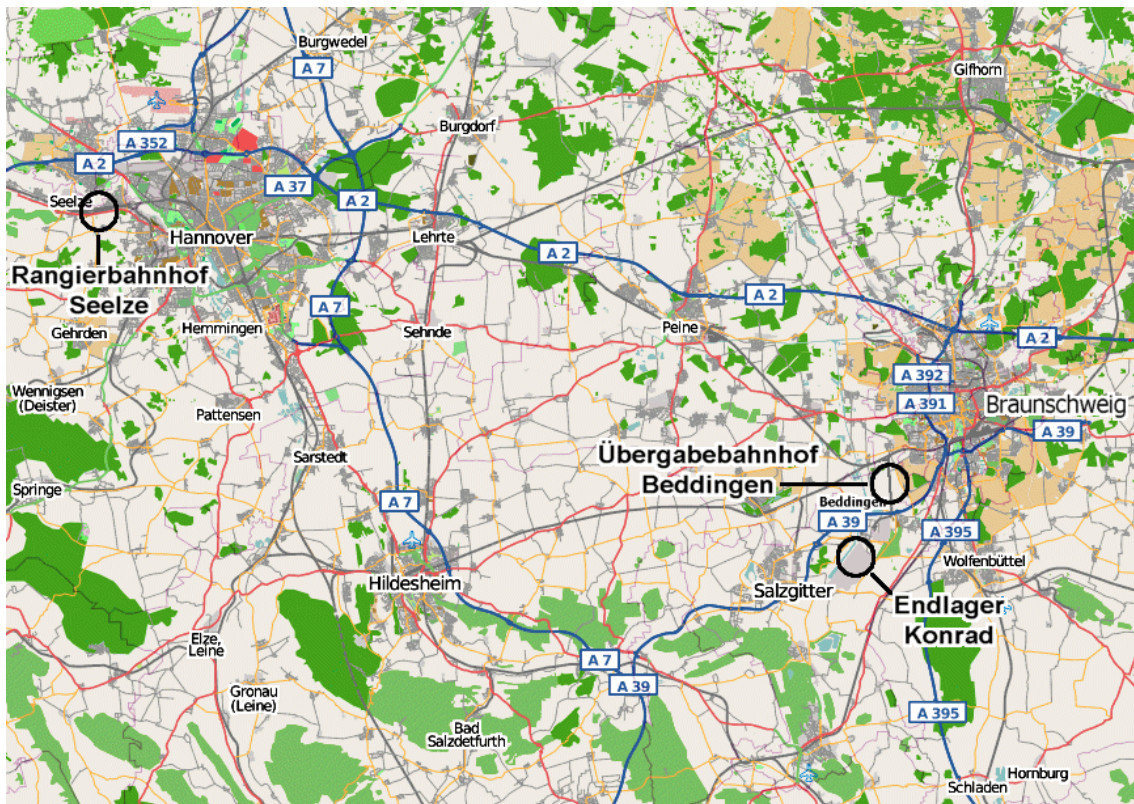 Burgwedel
A 7
Gifhorn
Burgdorf
A 352
A 2
A 37
Seelze
A 2
Hannover
Lehrte
A 2
Rangierbahnhof
Seelze
A 2
A 7
Gehrden
Hemmingen
Sehnde
Peine
A 2
A 392
Wennigsen
(Deister)
Pattensen
A 391
Braunschweig
A 39
Sarstedt
Übergabebahnhof
Beddingen
Springe
A 7
Beddingen
A 39
A 395
Wolfenbüttel
Hildesheim
Salzgitter
Endlager
Konrad
Elze,
Leine
A 7
A 39
Gronau
(Leine)
A 395
Bad
Salzdetfurth
Hornburg
Schladen